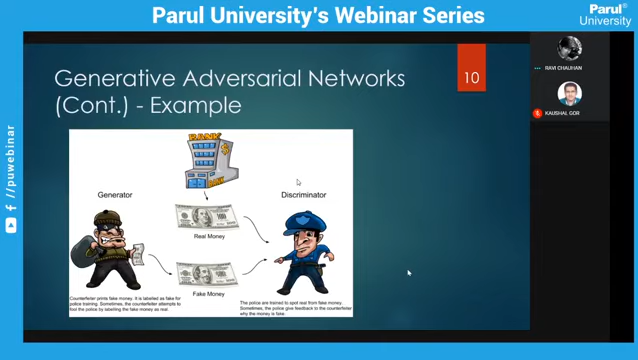 Parul University's Webinar Series
Parul®
University
Generative Adversarial Networks
(Cont.) - Example
10
RAVI CHAUHAN
KAUSHAL GOR
BANK
Generator
Discriminator
Real Money
Fake Money
Counterfeiter prints fake money. It is labelled as fake for
police training. Sometimes, the counterfeiter attempts to
fool the police by labelling the fake money as real.
The police are trained to spot real from fake money.
Sometimes, the police give feedback to the counterfeiter
why the money is fake.
//puwebinar